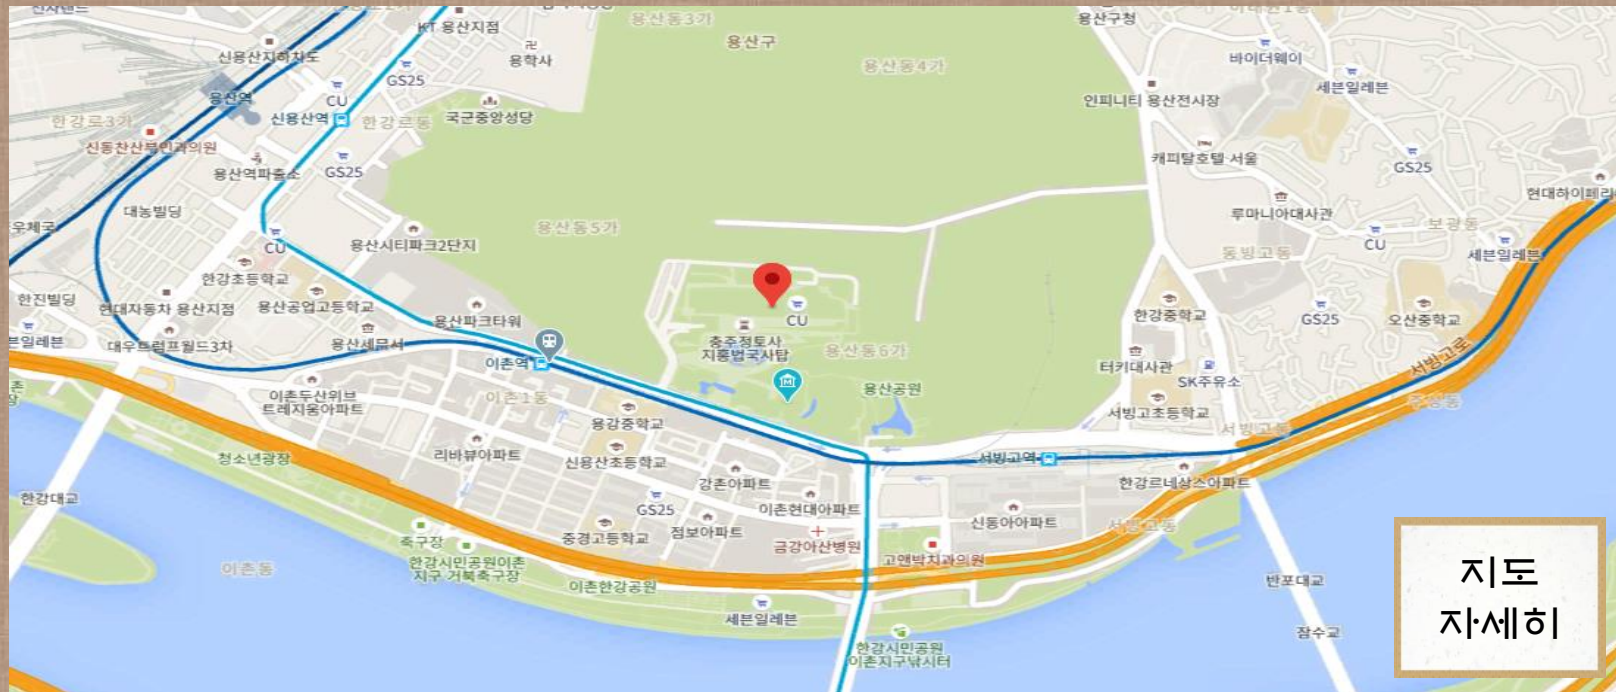 KT 용산지점
용산동3가
용산구청
용산구
용학사
용산동4가
신용산지하차도
GS25
바이더웨이
세븐일레븐
용산역
CU
신용산역
한강로3가
한강로동
국군중앙성당
인피니티 용산전시장
신동찬산부인과의원
용산역파출소
GS25
캐피탈호텔 서울
GS25
현대하이페리
대농빌딩
우체국
용산동5가
루마니아대사관
보광동
CU
용산시티파크2단지
CU
동빙고동
세븐일레븐
한강초등학교
한진빌딩
현대자동차 용산지점
용산공업고등학교
용산파크타워
CU
한강중학교
GS25
오산중학교
븐일레븐
대우트럼프월드3차
용산세무서
충주정토사
지홍법국사탑
용산동6가
이촌역
터키대사관
SK주유소
서빙고로
이촌두산위브
트레지움아파트
이촌1동
용산공원
주성동
용강중학교
서빙고초등학교
서빙고동
청소년광장
리바뷰아파트
신용산초등학교
서빙고역
강촌아파트
한강르네상스아파트
한강대교
GS25
이촌현대아파트
점보아파트
신동아아파트
서빙고동
축구장
중경고등학교
금강아산병원
고앤박치과의원
한강시민공원이촌
지구 거북축구장
이촌동
이촌한강공원
반포대교
세븐일레븐
잠수교
한강시민공원
이촌지구낚시터
지도
자세히